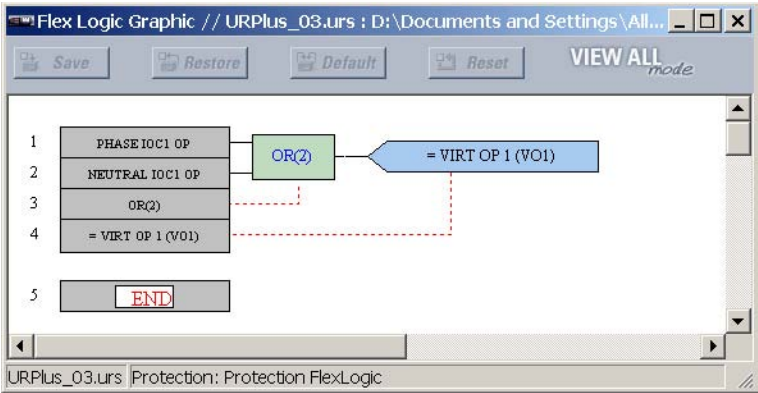 Flex Logic Graphic // URPlus_03.urs : D:\Documents and Settings\All...
Save Restore Default Reset VIEW ALL mode
1 PHASE IOC1 OP
2 NEUTRAL IOC1 OP
3 OR(2)
4 = VIRT OP 1 (VO1)
OR(2) = VIRT OP 1 (VO1)
5 END
URPlus_03.urs Protection: Protection FlexLogic